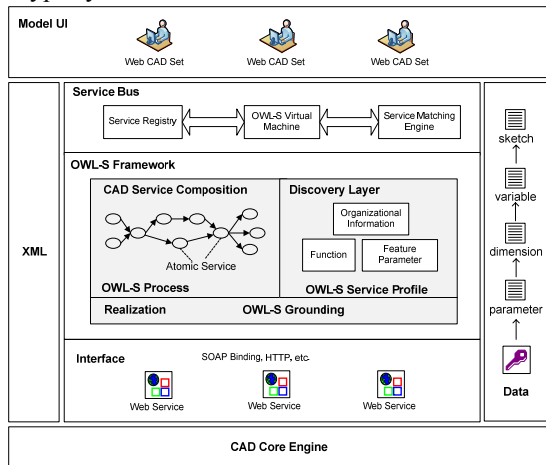 Model UI
Web CAD Set
Web CAD Set
Web CAD Set
XML
Service Bus
Service Registry
OWL-S Virtual
Machine
Service Matching
Engine
OWL-S Framework
CAD Service Composition
Atomic Service
OWL-S Process
Discovery Layer
Organizational
Information
Function
Feature
Parameter
OWL-S Service Profile
Realization
OWL-S Grounding
Interface
SOAP Binding, HTTP, etc.
Web Service
Web Service
Web Service
sketch
variable
dimension
parameter
Data
CAD Core Engine